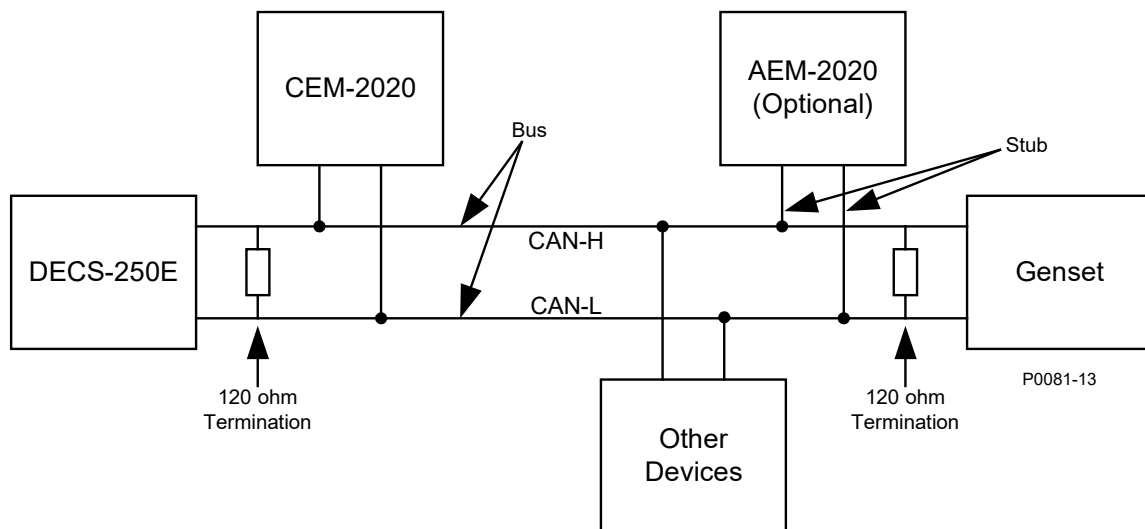 CEM-2020
AEM-2020
(Optional)
Bus
Stub
DECS-250E
CAN-H
Genset
CAN-L
P0081-13
120 ohm
Termination
120 ohm
Termination
Other
Devices